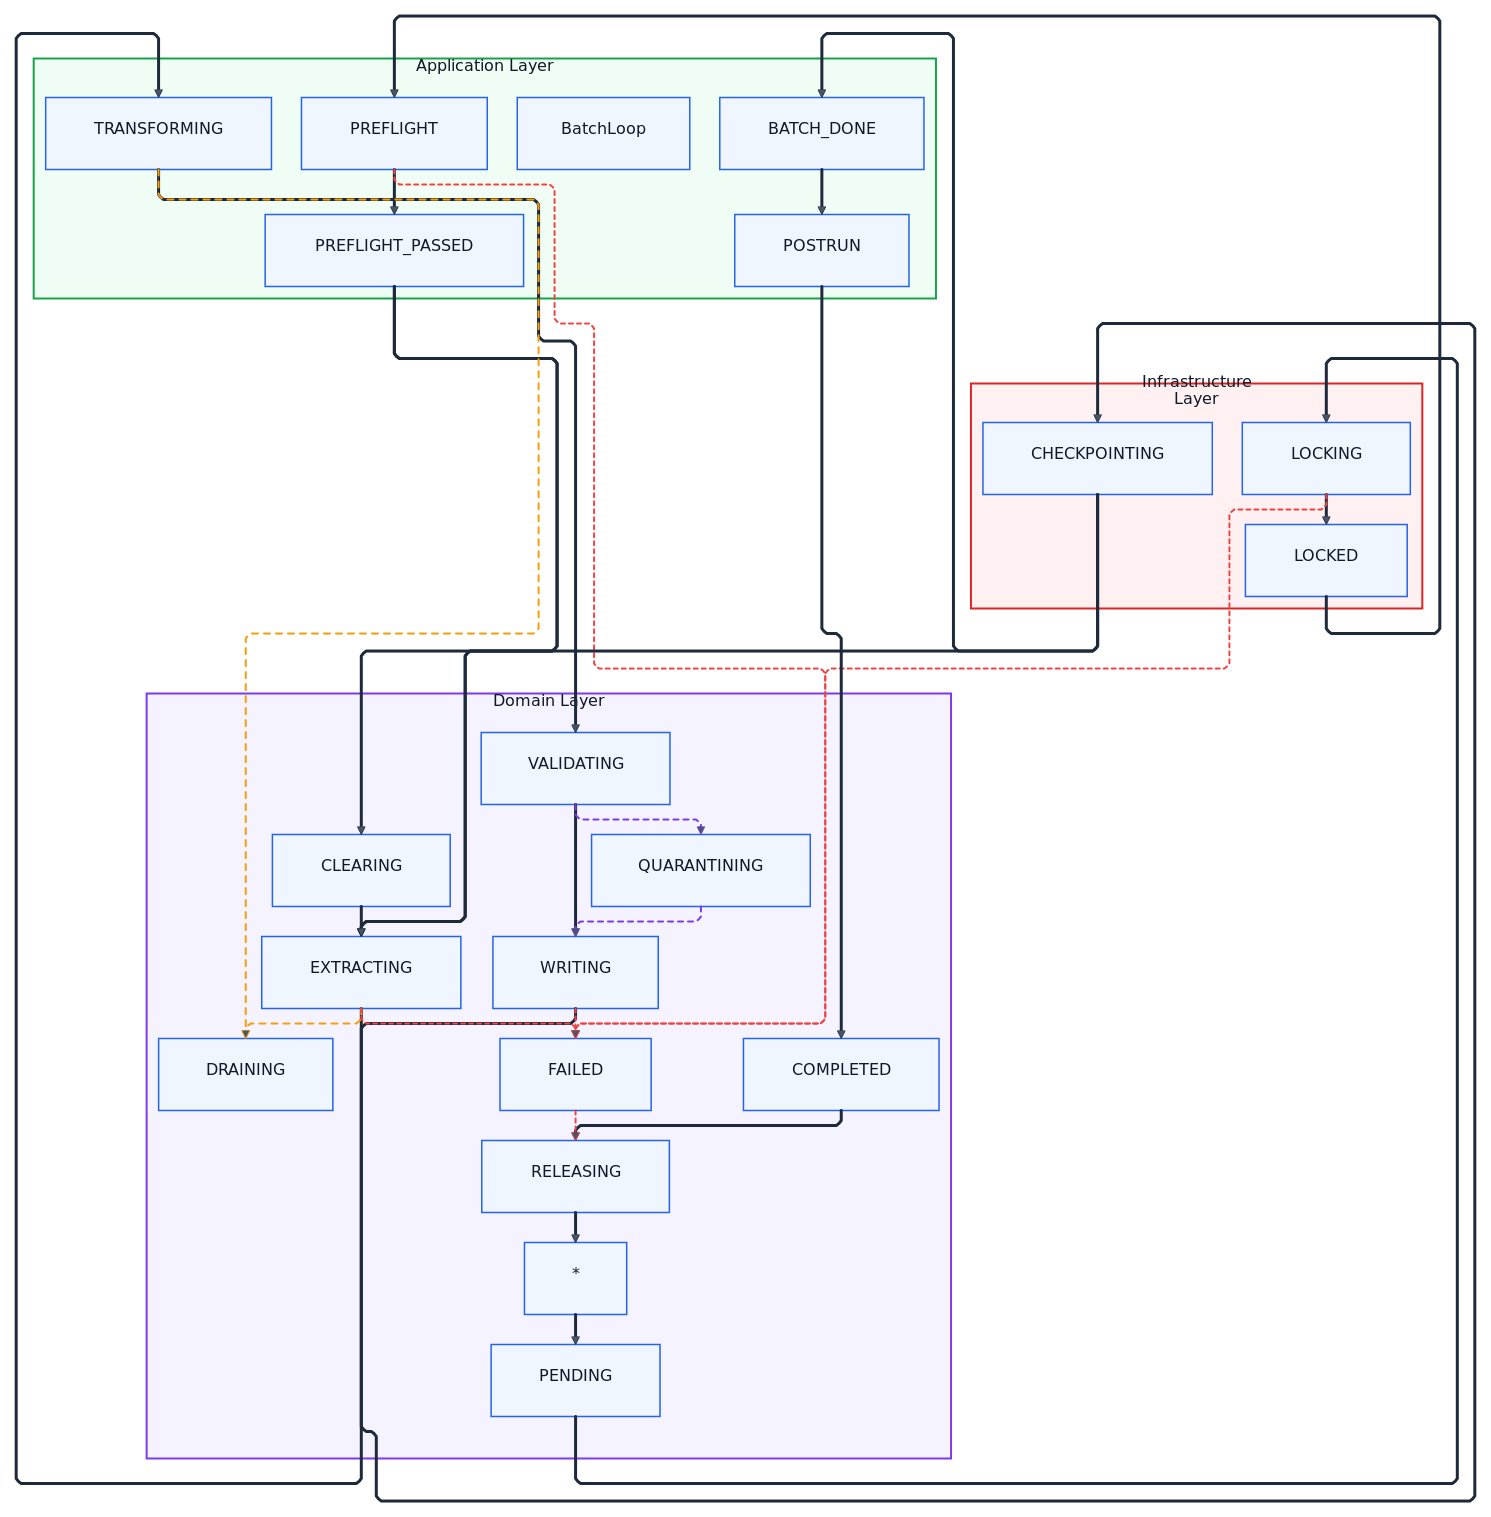 Application Layer
TRANSFORMING
PREFLIGHT
BatchLoop
BATCH_DONE
PREFLIGHT_PASSED
POSTRUN
Infrastructure
Layer
CHECKPOINTING
LOCKING
LOCKED
Domain Layer
VALIDATING
CLEARING
QUARANTINING
EXTRACTING
WRITING
DRAINING
FAILED
COMPLETED
RELEASING
*
PENDING